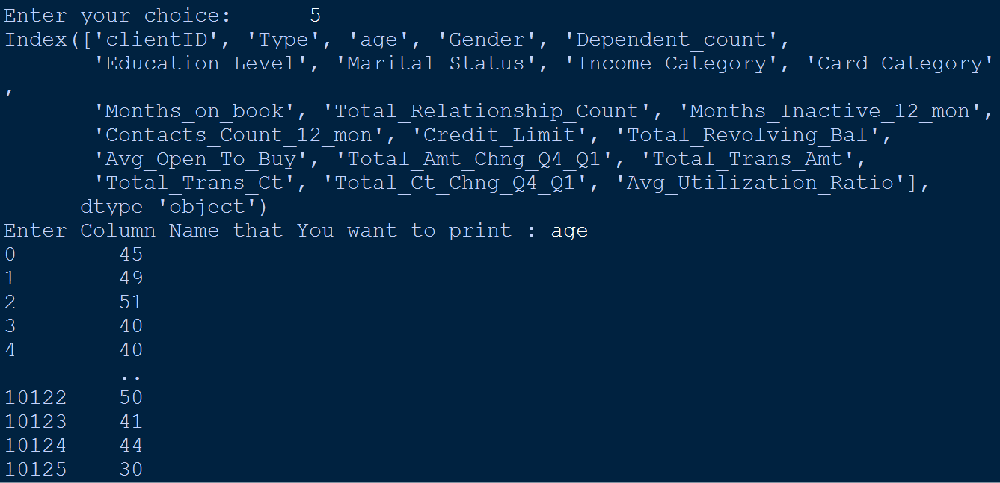 Enter your choice:      5
Index(['clientID', 'Type', 'age', 'Gender', 'Dependent_count',
       'Education_Level', 'Marital_Status', 'Income_Category', 'Card_Category'
,
       'Months_on_book', 'Total_Relationship_Count', 'Months_Inactive_12_mon',
       'Contacts_Count_12_mon', 'Credit_Limit', 'Total_Revolving_Bal',
       'Avg_Open_To_Buy', 'Total_Amt_Chng_Q4_Q1', 'Total_Trans_Amt',
       'Total_Trans_Ct', 'Total_Ct_Chng_Q4_Q1', 'Avg_Utilization_Ratio'],
      dtype='object')
Enter Column Name that You want to print : age
0        45
1        49
2        51
3        40
4        40
         ..
10122    50
10123    41
10124    44
10125    30